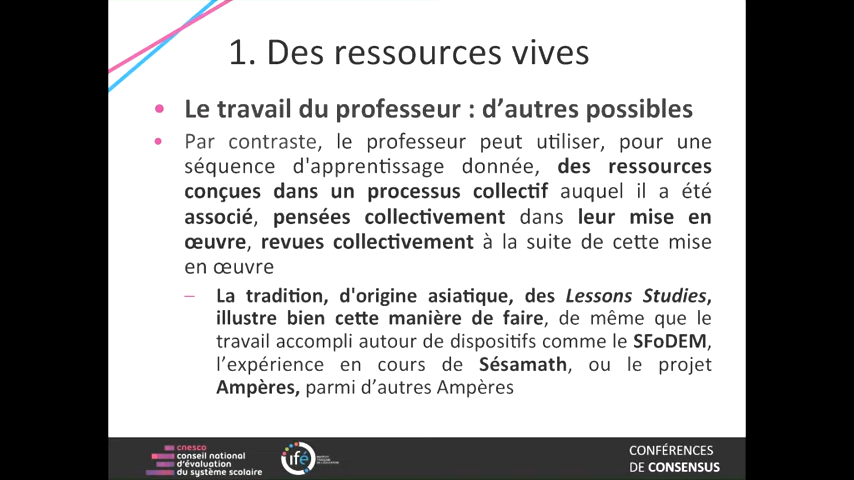 1. Des ressources vives
• Le travail du professeur : d'autres possibles
• Par contraste, le professeur peut utiliser, pour une
séquence d'apprentissage donnée, des ressources
conçues dans un processus collectif auquel il a été
associé, pensées collectivement dans leur mise en
œuvre, revues collectivement à la suite de cette mise
en œuvre
– La tradition, d'origine asiatique, des Lessons Studies,
illustre bien cette manière de faire, de même que le
travail accompli autour de dispositifs comme le SFoDEM,
l'expérience en cours de Sésamath, ou le projet
Ampères, parmi d'autres Ampères
cnesco
conseil national
d'évaluation
du système scolaire
ifé
CONFÉRENCES
DE CONSENSUS